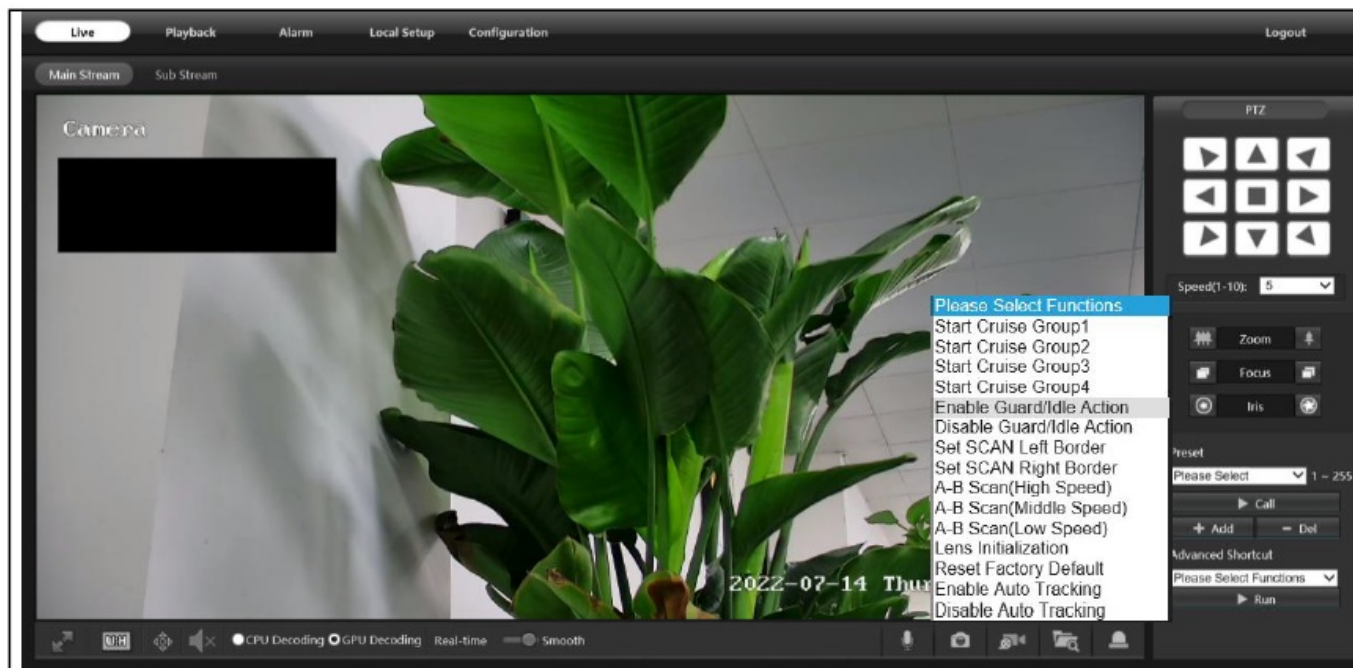 Live Playback Alarm Local Setup Configuration Logout
Main Stream Sub Stream
Camera
PTZ
Speed(1-10): 5
Zoom
Focus
Iris
Please Select Functions
Start Cruise Group1
Start Cruise Group2
Start Cruise Group3
Start Cruise Group4
Enable Guard/Idle Action
Disable Guard/Idle Action
Set SCAN Left Border
Set SCAN Right Border
A-B Scan(High Speed)
A-B Scan(Middle Speed)
A-B Scan(Low Speed)
Lens Initialization
Reset Factory Default
Enable Auto Tracking
Disable Auto Tracking
Preset
Please Select 1 ~ 255
Call
+ Add - Del
Advanced Shortcut
Please Select Functions
Run
2022-07-14 Thur
CPU Decoding GPU Decoding Real-time Smooth